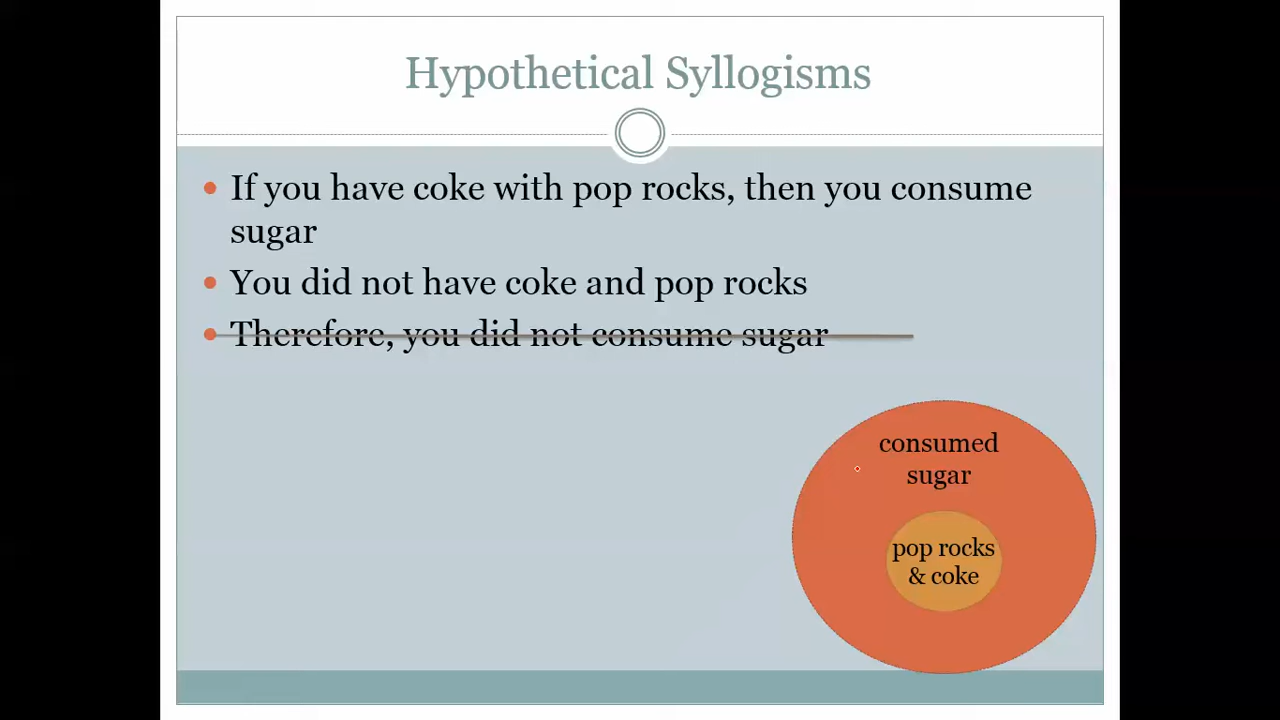 Hypothetical Syllogisms
If you have coke with pop rocks, then you consume
sugar
You did not have coke and pop rocks
Therefore, you did not consume sugar
consumed
sugar
pop rocks
& coke